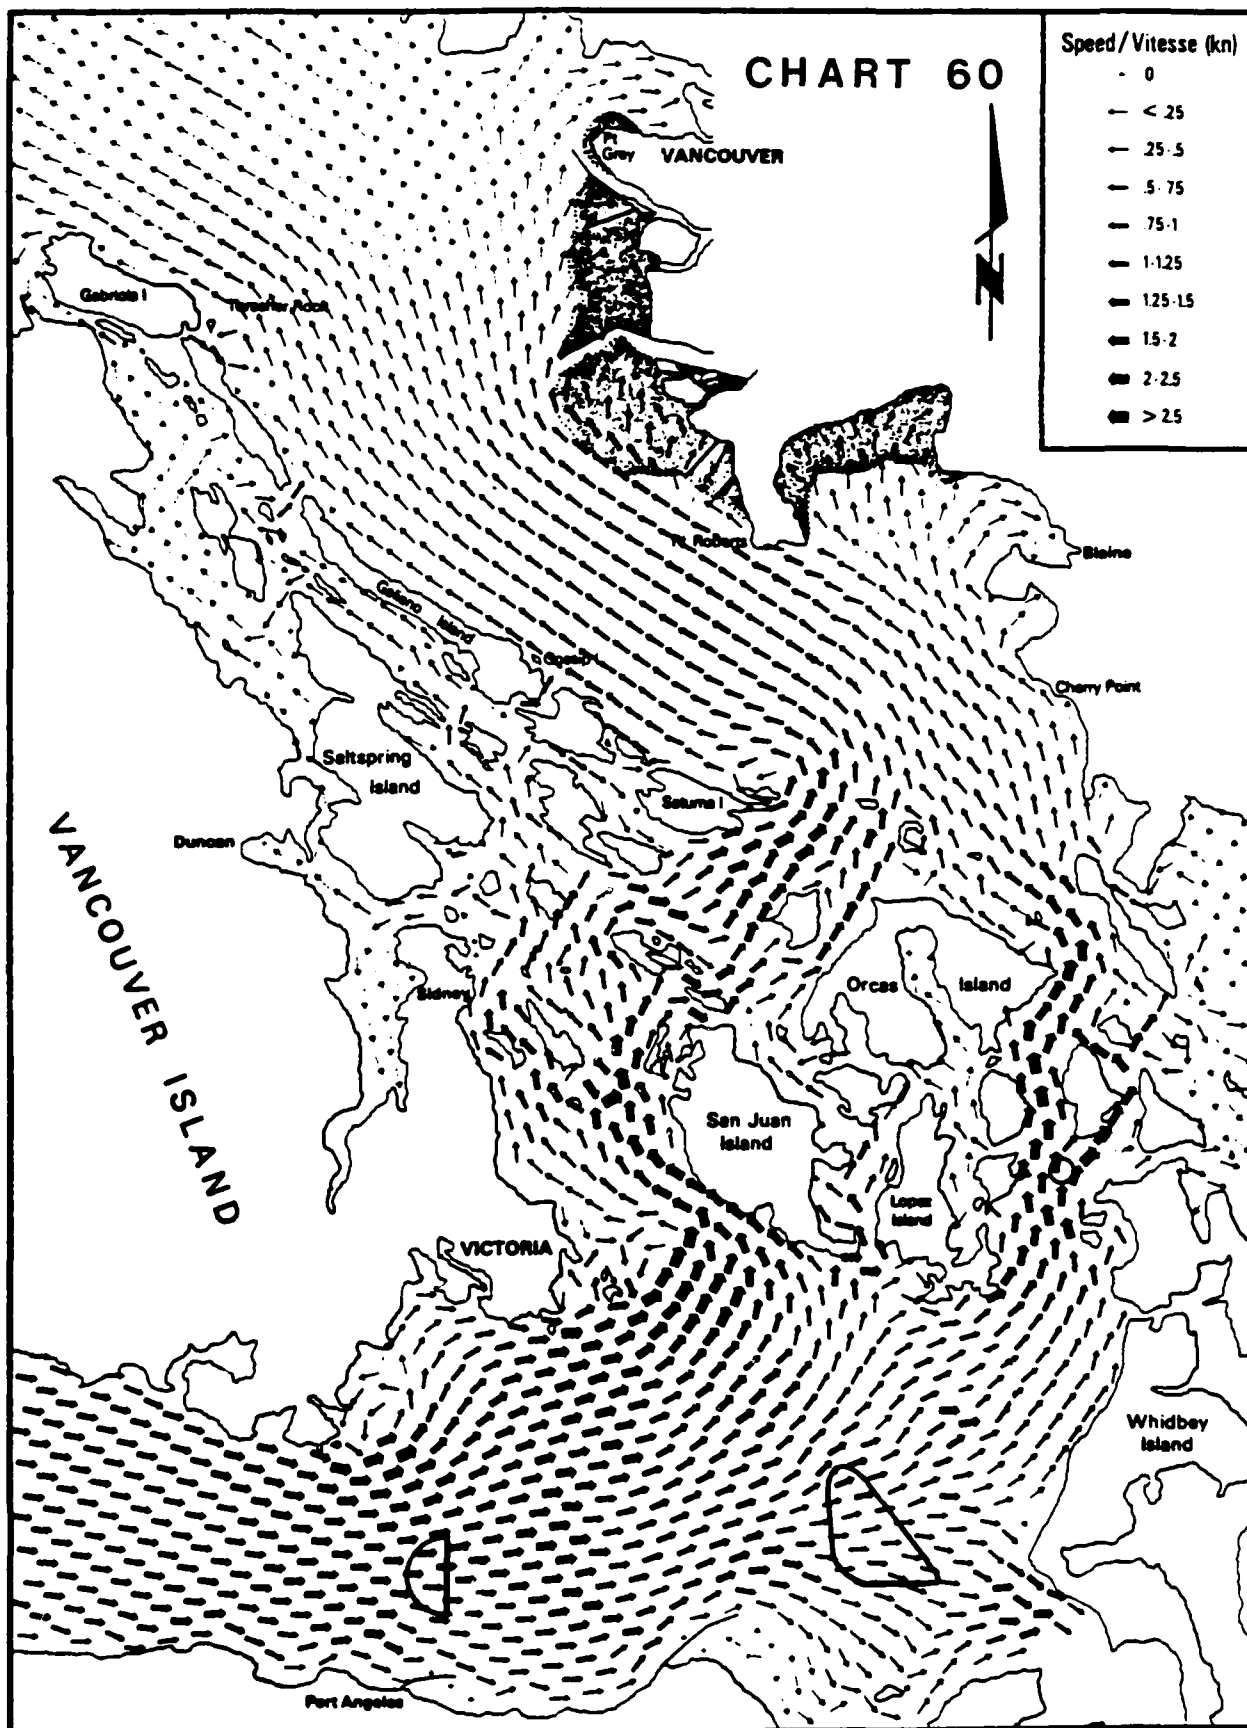 CHART 60
Speed/Vitesse (kn)
0
< .25
.25-.5
.5-.75
.75-1
1-1.25
1.25-1.5
1.5-2
2-2.5
> 2.5
N
Pt
Grey
VANCOUVER
Gabriola I
Thrasher Rock
Pt. Roberts
Blaine
Galiano
Island
Gossip I
Cherry Point
Saltspring
Island
Saturna I
Duncan
VANCOUVER ISLAND
Sidney
Orcas Island
San Juan
Island
Lopez
Island
VICTORIA
Whidbey
Island
Port Angeles